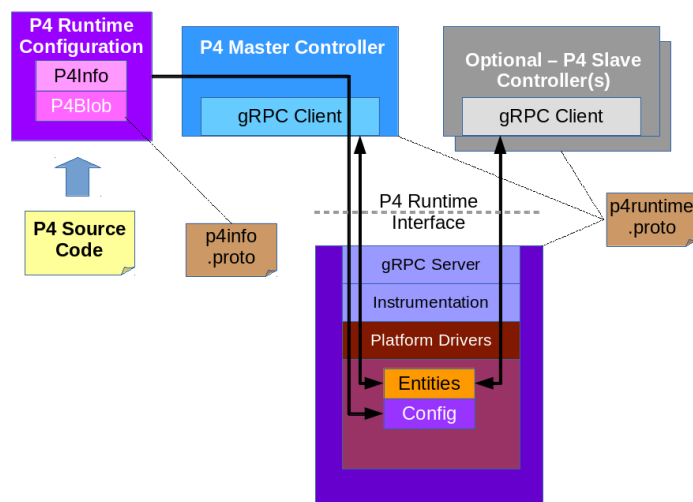 P4 Runtime
Configuration
P4Info
P4Blob
P4 Master Controller
gRPC Client
Optional – P4 Slave
Controller(s)
gRPC Client
P4 Source
Code
p4info
.proto
P4 Runtime
Interface
p4runtime
.proto
gRPC Server
Instrumentation
Platform Drivers
Entities
Config